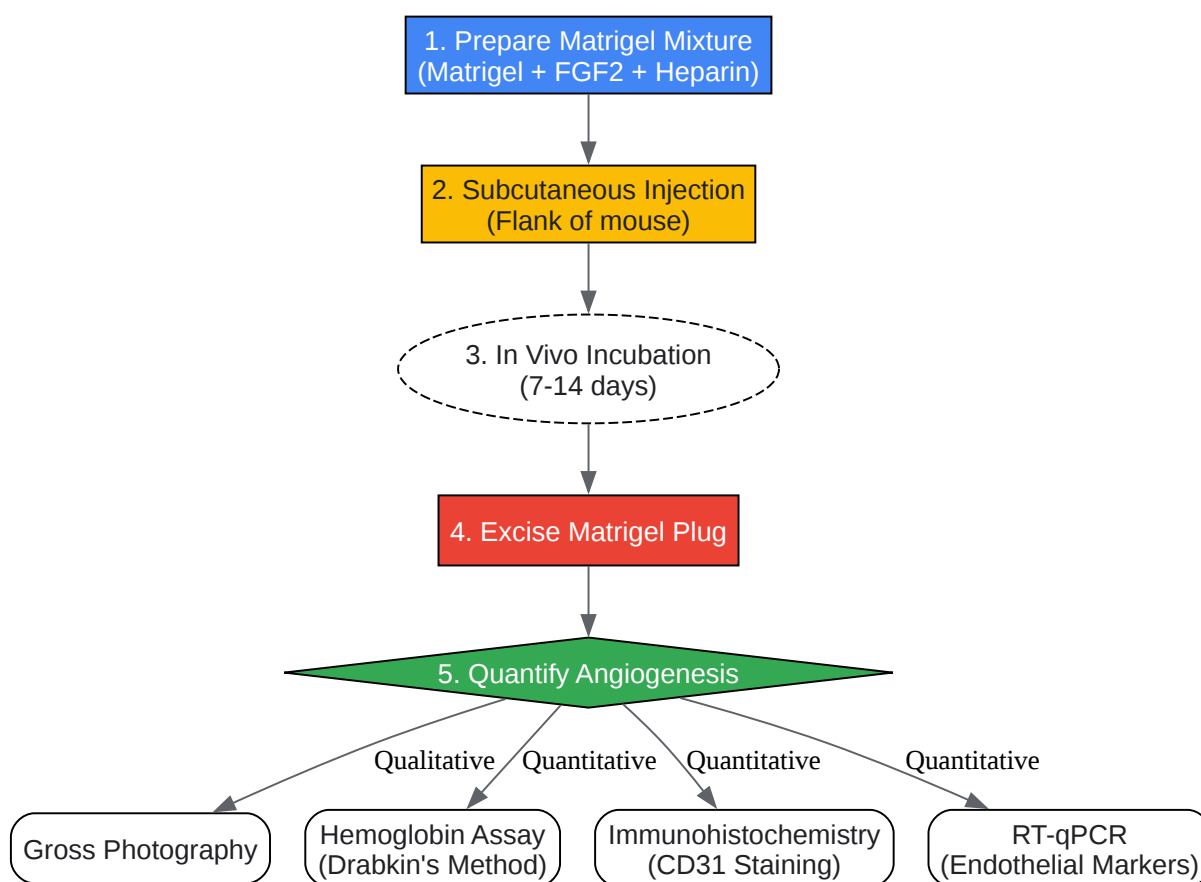 1. Prepare Matrigel Mixture
(Matrigel + FGF2 + Heparin)
2. Subcutaneous Injection
(Flank of mouse)
3. In Vivo Incubation
(7-14 days)
4. Excise Matrigel Plug
5. Quantify Angiogenesis
Qualitative
Quantitative
Quantitative
Quantitative
Gross Photography
Hemoglobin Assay
(Drabkin's Method)
Immunohistochemistry
(CD31 Staining)
RT-qPCR
(Endothelial Markers)